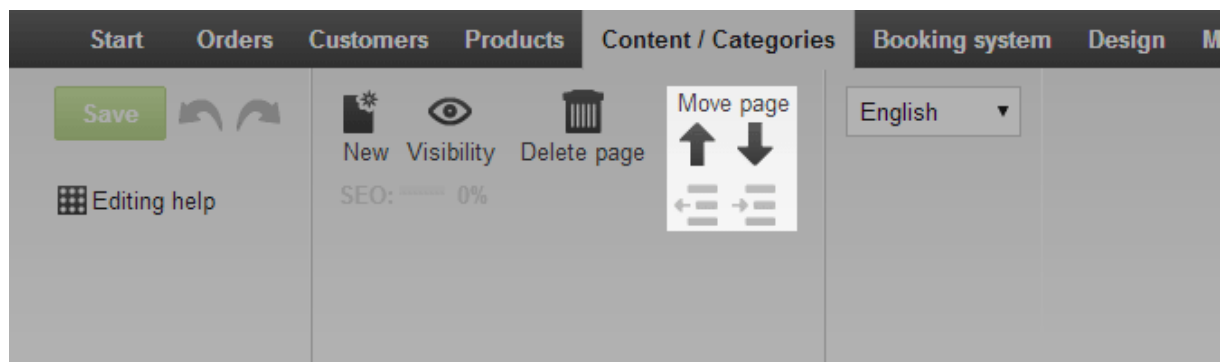 Start Orders Customers Products Content / Categories Booking system Design M
Save
Move page
English
New Visibility Delete page
SEO: 0%
Editing help